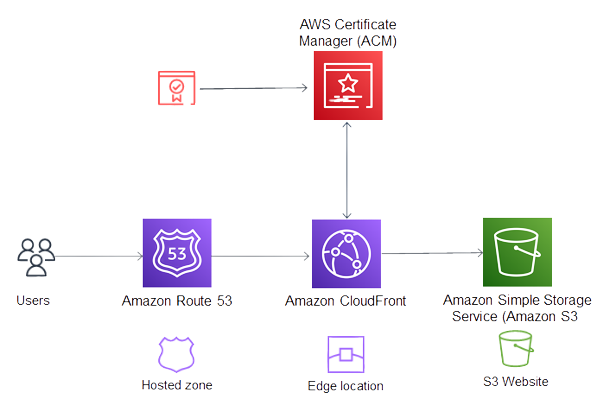 AWS Certificate
Manager (ACM)
53
Users
Amazon Route 53
Amazon CloudFront
Amazon Simple Storage
Service (Amazon S3
Hosted zone
Edge location
S3 Website